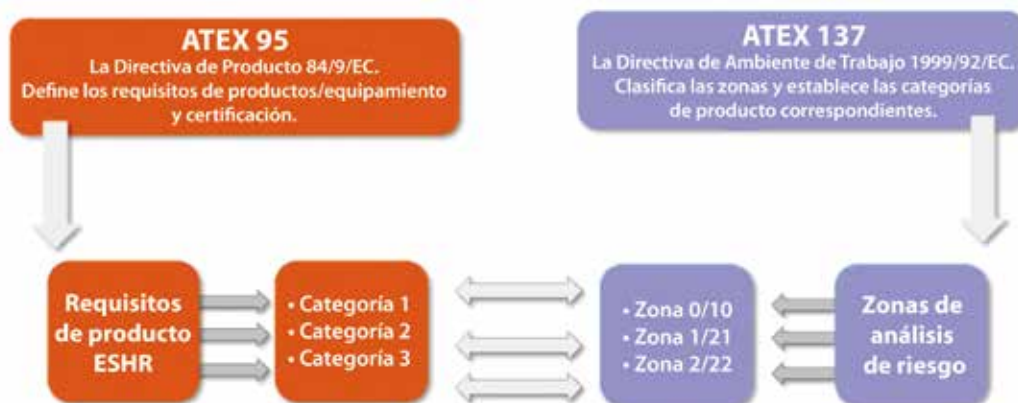 ATEX 95
La Directiva de Producto 84/9/EC.
Define los requisitos de productos/equipamiento
y certificación.
ATEX 137
La Directiva de Ambiente de Trabajo 1999/92/EC.
Clasifica las zonas y establece las categorías
de producto correspondientes.
Requisitos
de producto
ESHR
• Categoría 1
• Categoría 2
• Categoría 3
• Zona 0/10
• Zona 1/21
• Zona 2/22
Zonas de
análisis
de riesgo